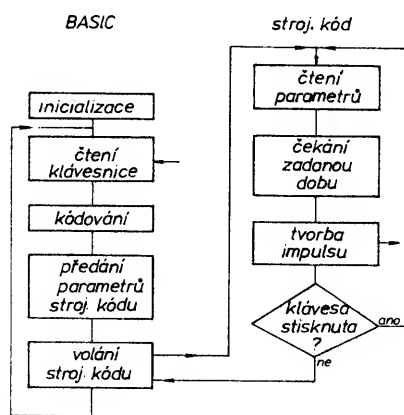 BASIC
inicializace
čtení
klávesnice
kódování
předání
parametrů
stroj. kódu
volání
stroj. kódu
stroj. kód
čtení
parametrů
čekání
zadanou
dobu
tvorba
impulsu
klávesa
stisknuta
?
ano
ne